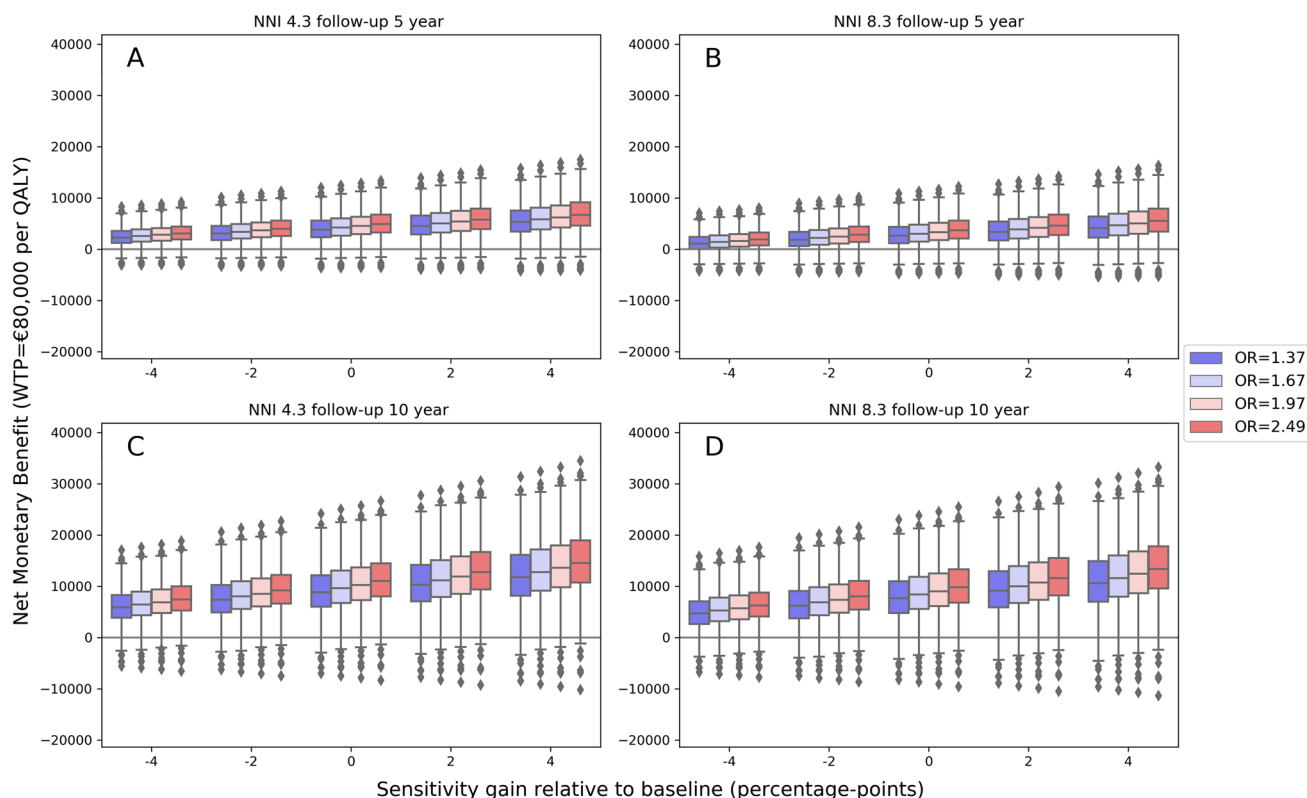 NNI 4.3 follow-up 5 year
NNI 8.3 follow-up 5 year
A
B
40000
30000
20000
10000
0
−10000
−20000
40000
30000
20000
10000
0
−10000
−20000
-4 -2 0 2 4
-4 -2 0 2 4
Net Monetary Benefit (WTP=€80,000 per QALY)
OR=1.37
OR=1.67
OR=1.97
OR=2.49
NNI 4.3 follow-up 10 year
NNI 8.3 follow-up 10 year
C
D
40000
30000
20000
10000
0
−10000
−20000
40000
30000
20000
10000
0
−10000
−20000
-4 -2 0 2 4
-4 -2 0 2 4
Sensitivity gain relative to baseline (percentage-points)